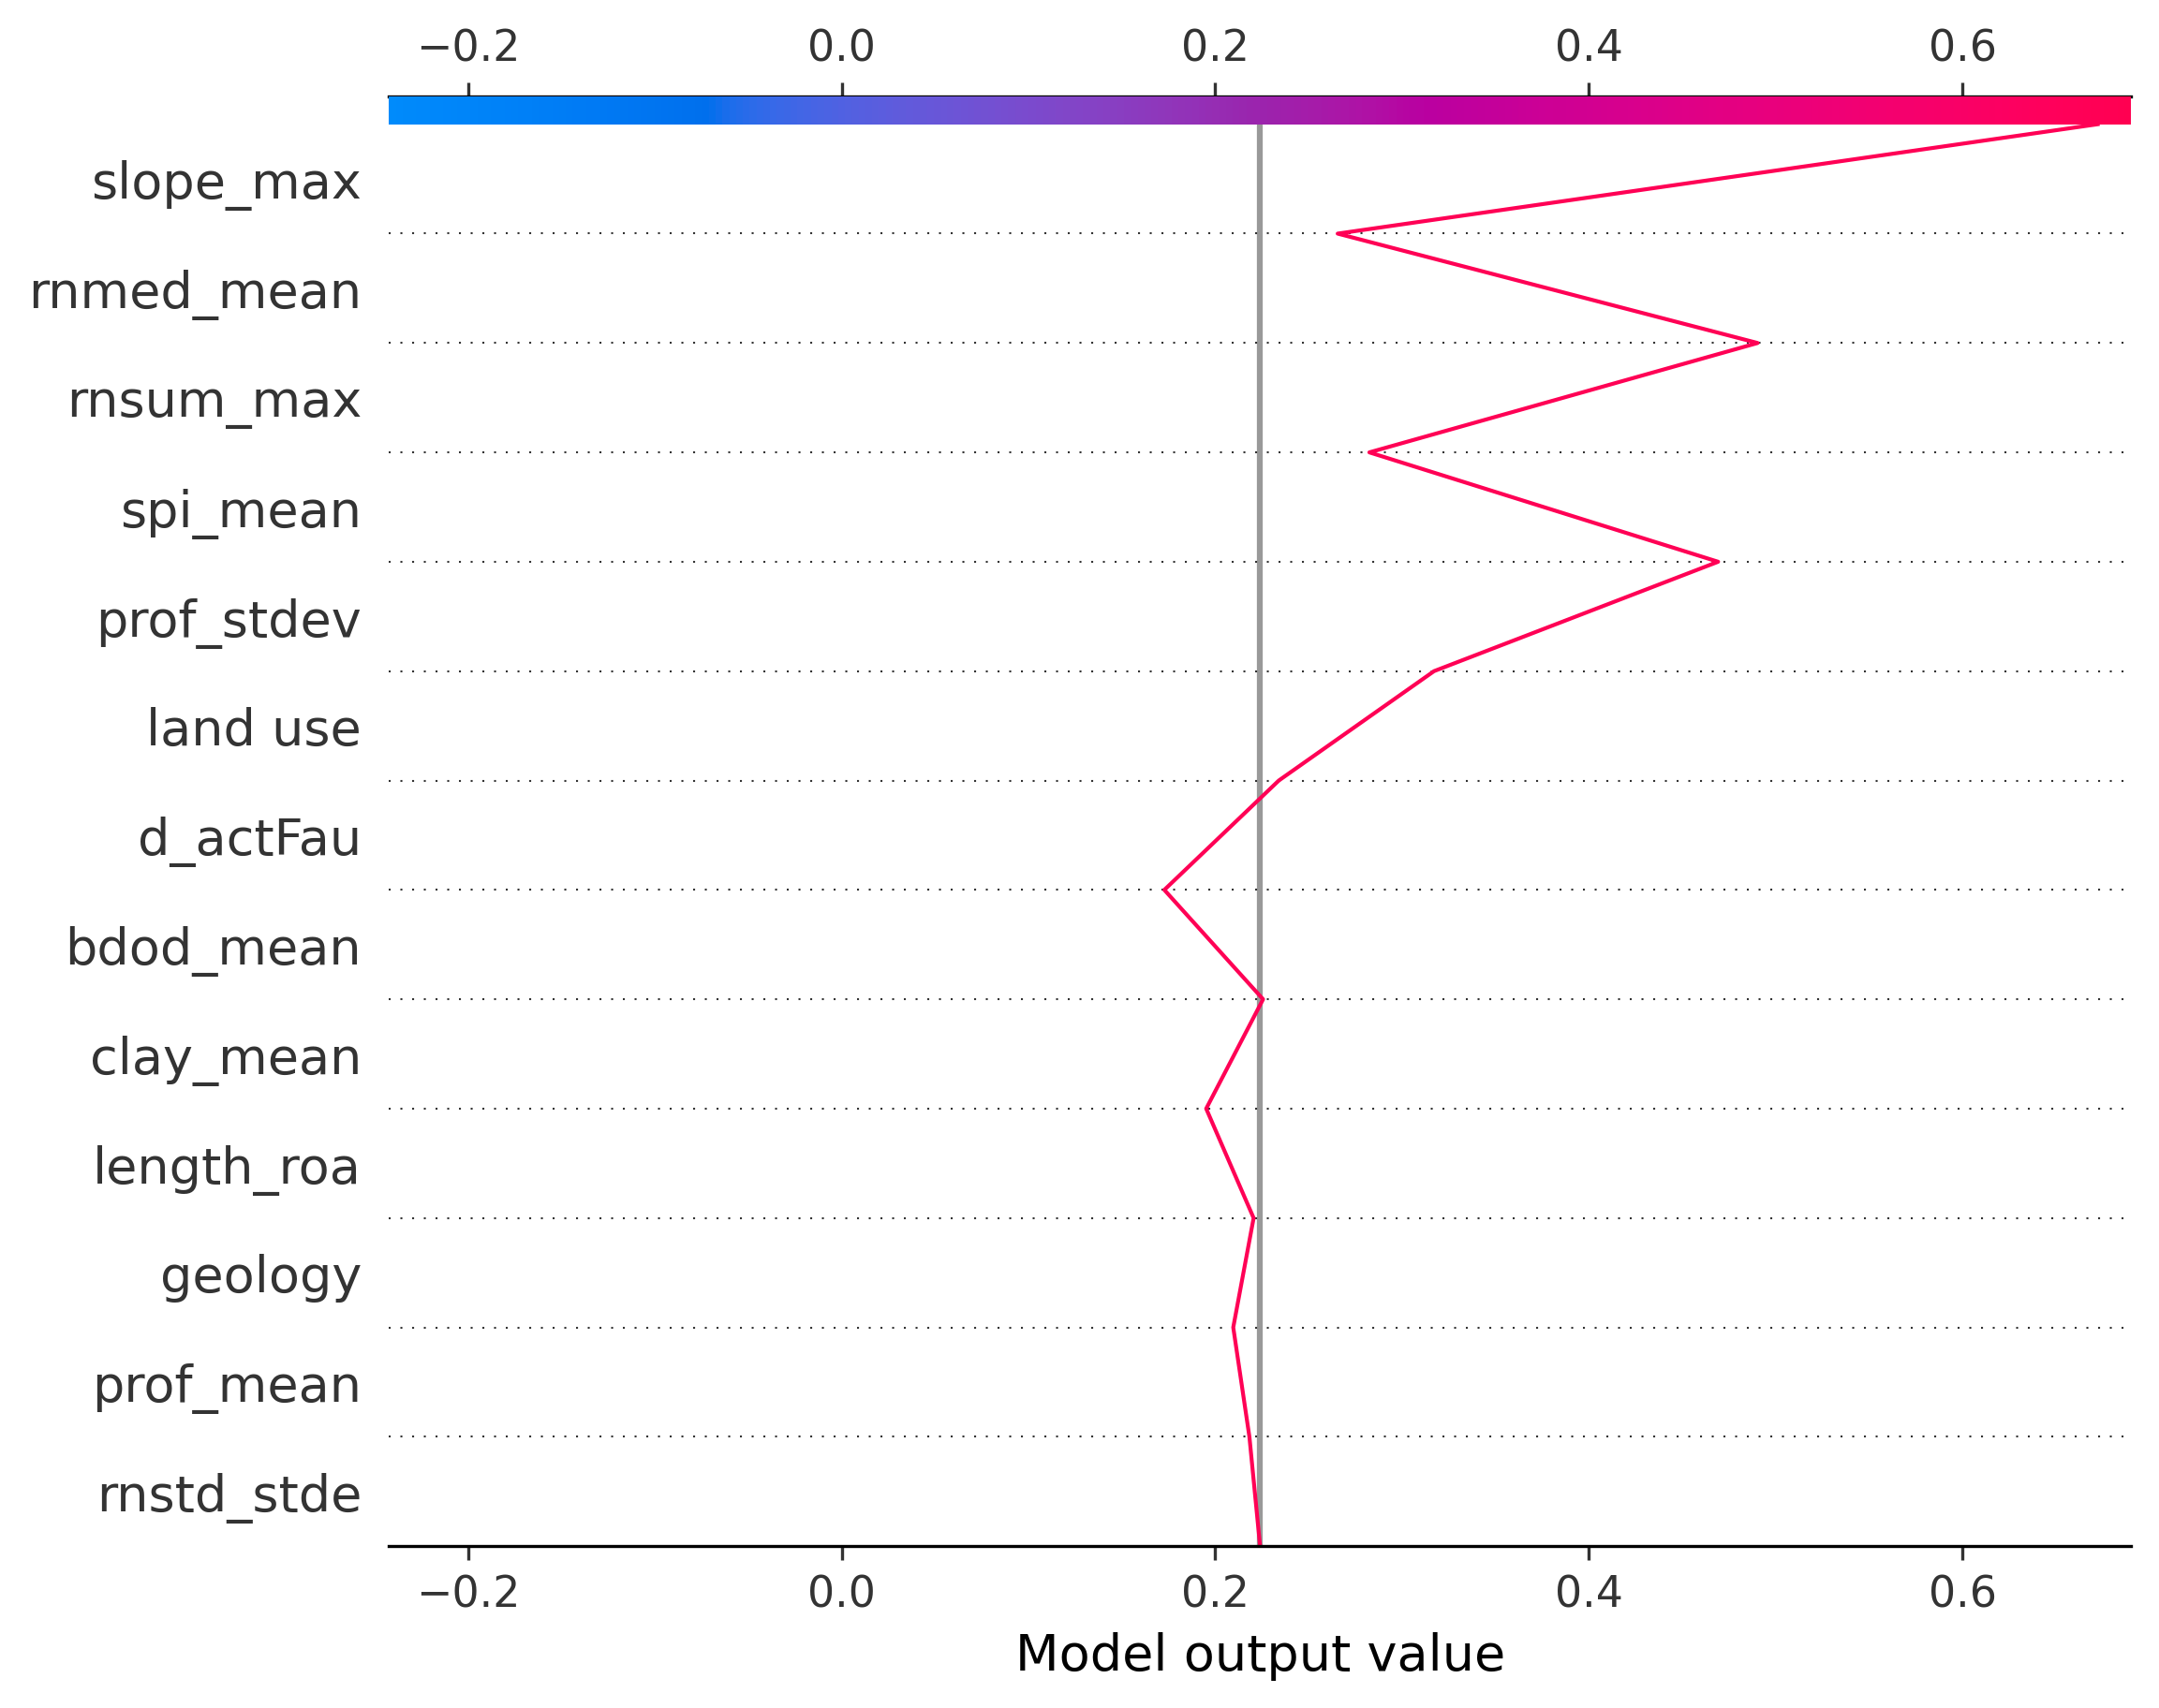 −0.2 0.0 0.2 0.4 0.6
slope_max
rnmed_mean
rnsum_max
spi_mean
prof_stdev
land use
d_actFau
bdod_mean
clay_mean
length_roa
geology
prof_mean
rnstd_stde
−0.2 0.0 0.2 0.4 0.6
Model output value